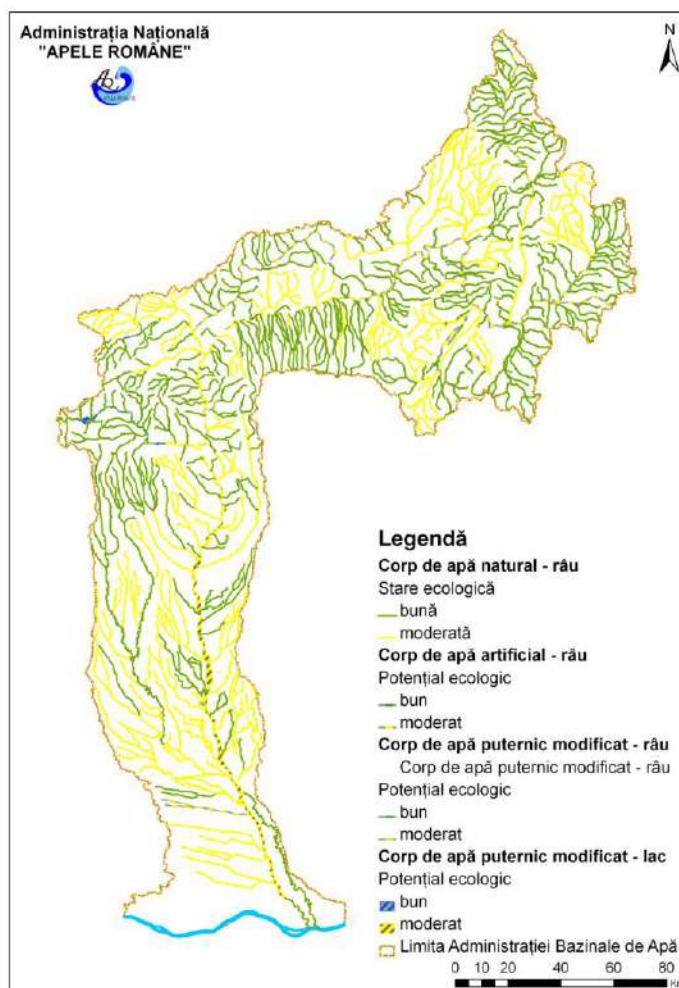 Administrația Națională
"APELE ROMÂNE"
N
Legendă
Corp de apă natural - râu
Stare ecologică
bună
moderată
Corp de apă artificial - râu
Potențial ecologic
bun
moderat
Corp de apă puternic modificat - râu
Corp de apă puternic modificat - râu
Potențial ecologic
bun
moderat
Corp de apă puternic modificat - lac
Potențial ecologic
bun
moderat
Limita Administrației Bazinale de Apă
0 10 20 40 60 80